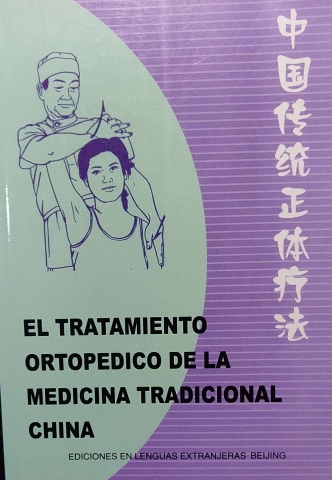 中国传统正体疗法
EL TRATAMIENTO
ORTOPEDICO DE LA
MEDICINA TRADICIONAL
CHINA
EDICIONES EN LENGUAS EXTRANJERAS BEIJING